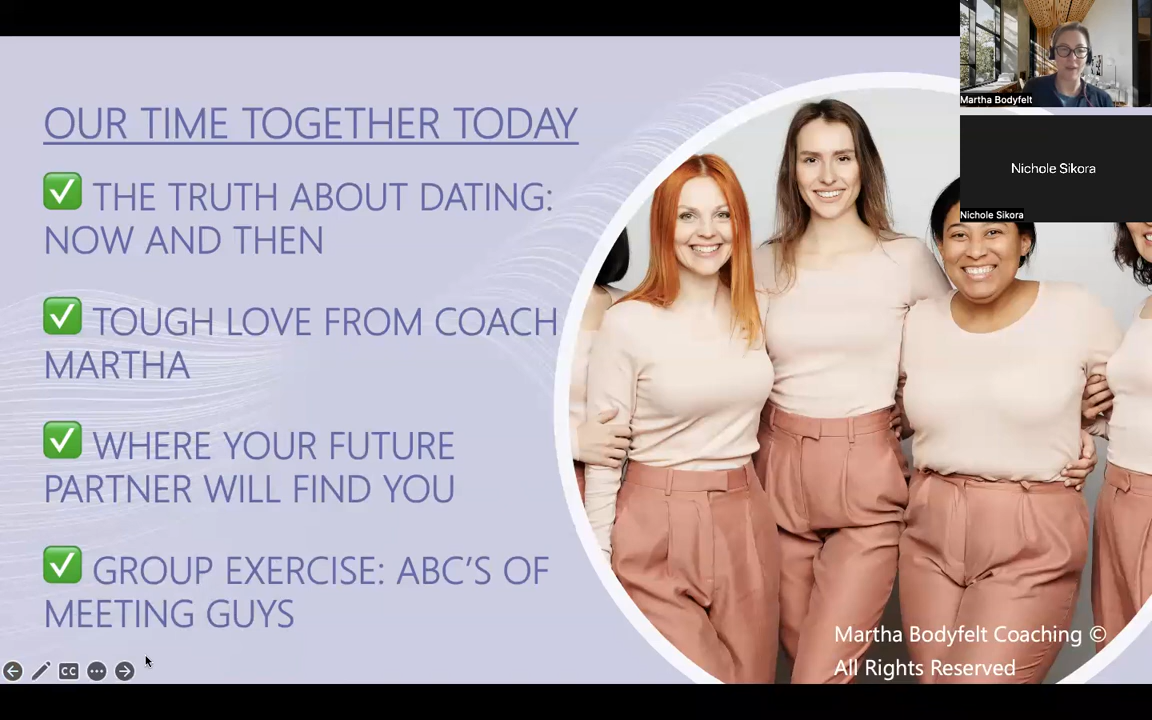 OUR TIME TOGETHER TODAY
✅ THE TRUTH ABOUT DATING:
NOW AND THEN
✅ TOUGH LOVE FROM COACH
MARTHA
✅ WHERE YOUR FUTURE
PARTNER WILL FIND YOU
✅ GROUP EXERCISE: ABC’S OF
MEETING GUYS
Martha Bodyfelt Coaching ©
All Rights Reserved
Martha Bodyfelt
Nichole Sikora
Nichole Sikora
CC